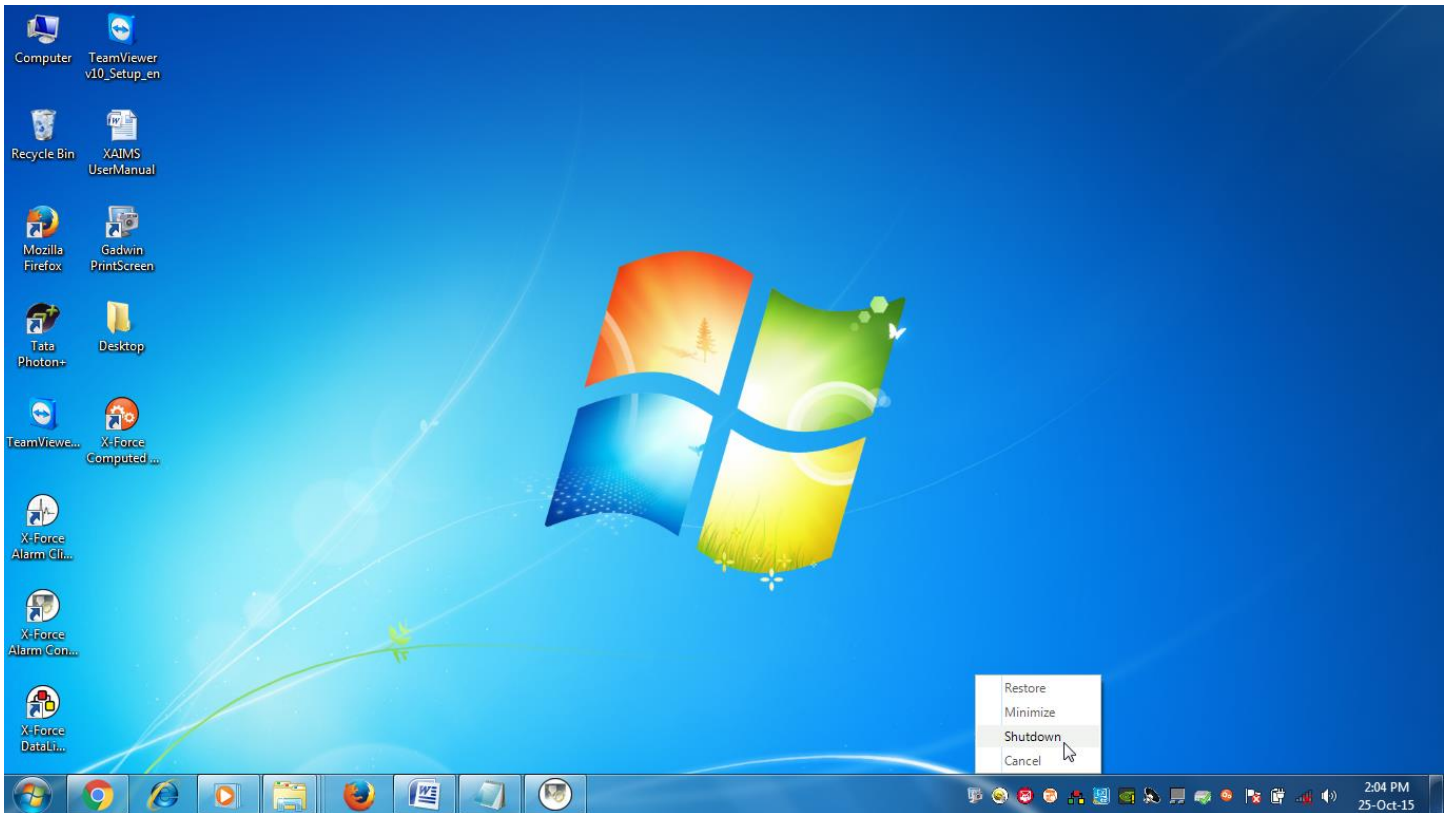 Computer
TeamViewer
v10_Setup_en
Recycle Bin
XAIMS
UserManual
Mozilla
Firefox
Gadwin
PrintScreen
Tata
Photon+
Desktop
TeamViewe...
X-Force
Computed ...
X-Force
Alarm Cli...
X-Force
Alarm Con...
X-Force
DataLi...
Restore
Minimize
Shutdown
Cancel
2:04 PM
25-Oct-15